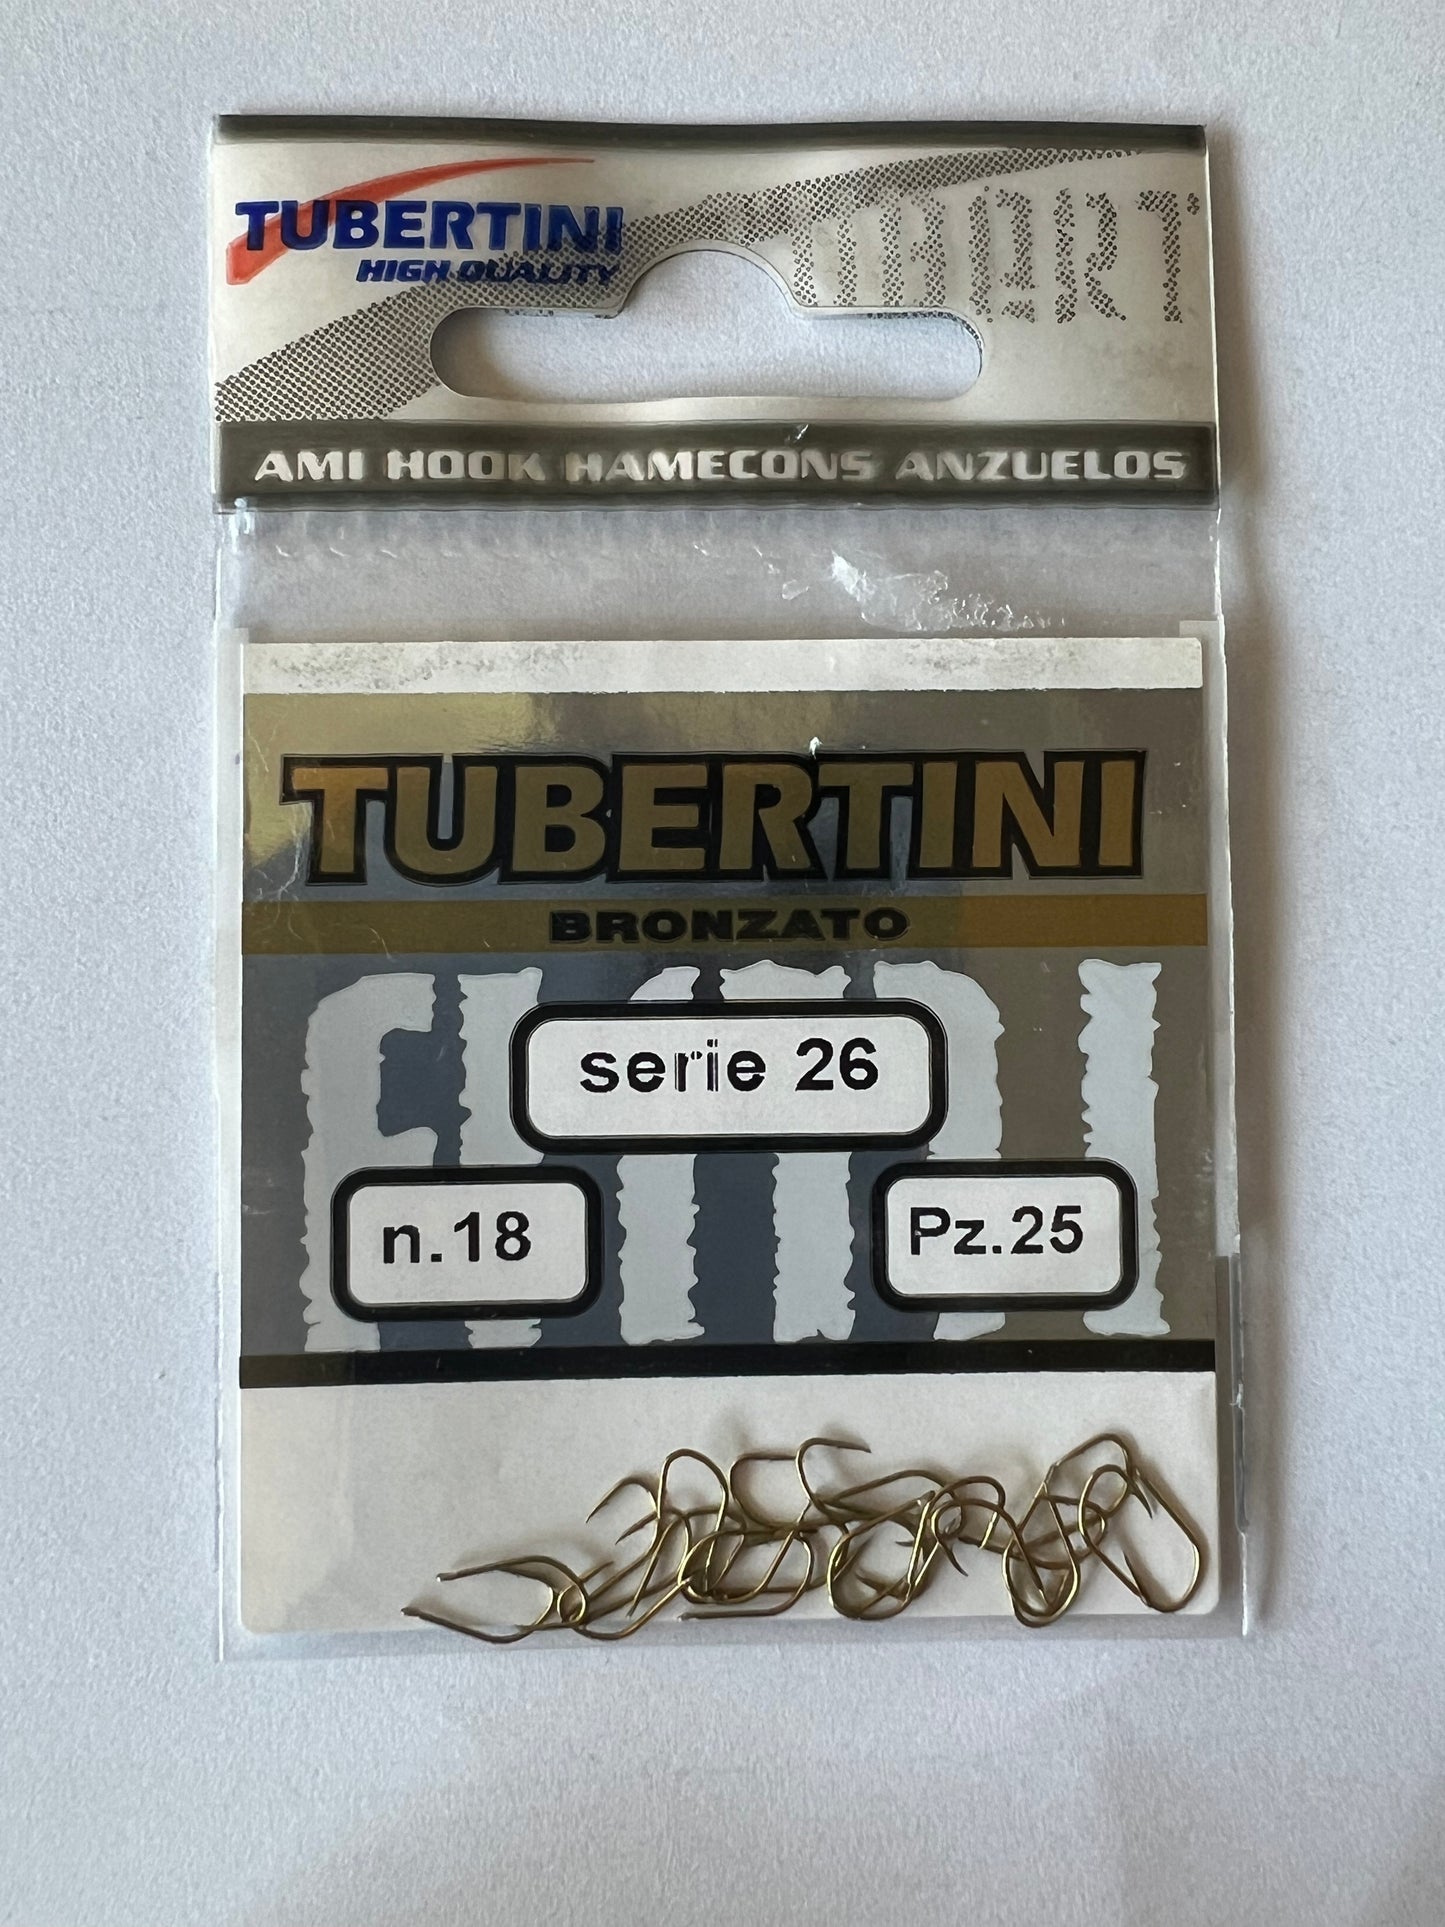 TUBERTINI
HIGH QUALITY
AMI HOOK HAMECONS ANZUELOS
TUBERTINI
BRONZATO
serie 26
n.18
Pz.25